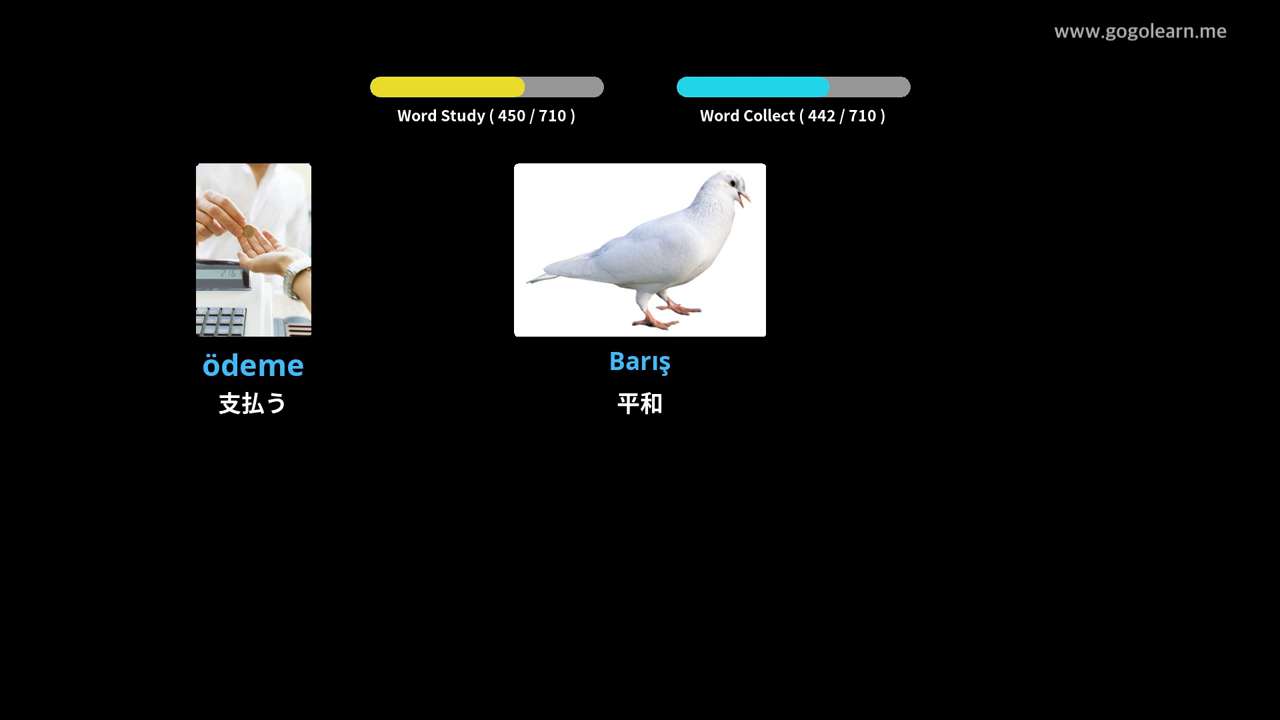 www.gogolearn.me
Word Study ( 450 / 710 )
Word Collect ( 442 / 710 )
ödeme
支払う
Barış
平和